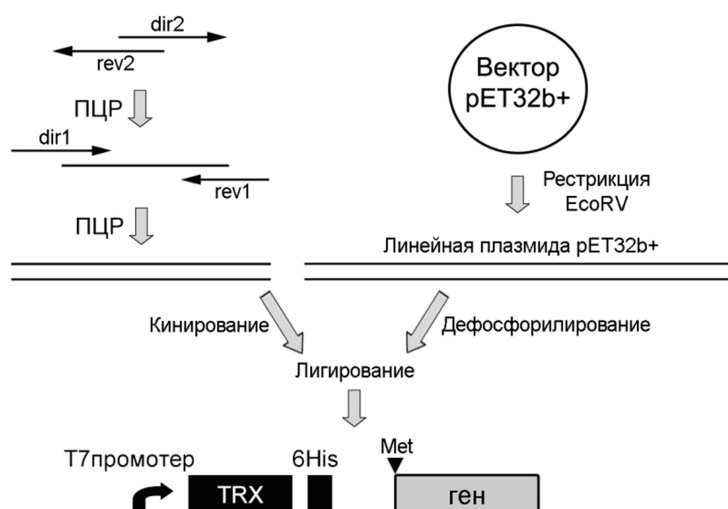 dir2
rev2
ПЦР
dir1
rev1
ПЦР
Вектор
pET32b+
Рестрикция
EcoRV
Линейная плазмида pET32b+
Кинирование
Дефосфорилирование
Лигирование
Т7промотер
6His
Met
TRX
ген